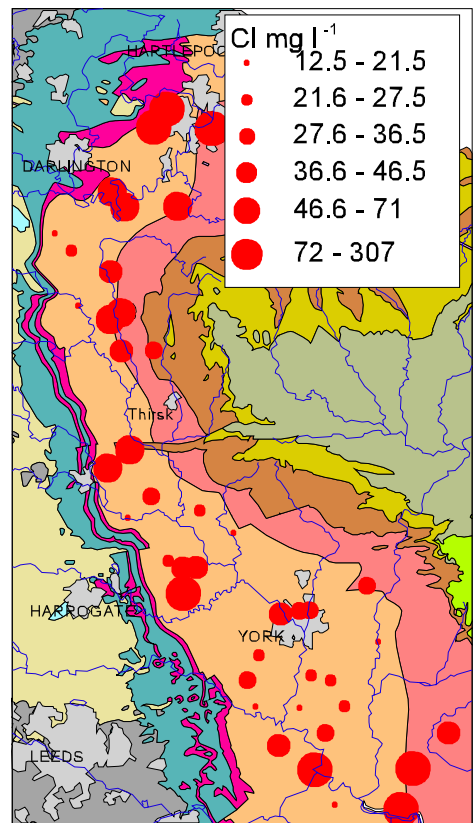 HARTLEPOO
Cl mg l⁻¹
12.5 - 21.5
21.6 - 27.5
27.6 - 36.5
36.6 - 46.5
46.6 - 71
72 - 307
DARLINGTON
Thirsk
HARROGATE
YORK
LEEDS